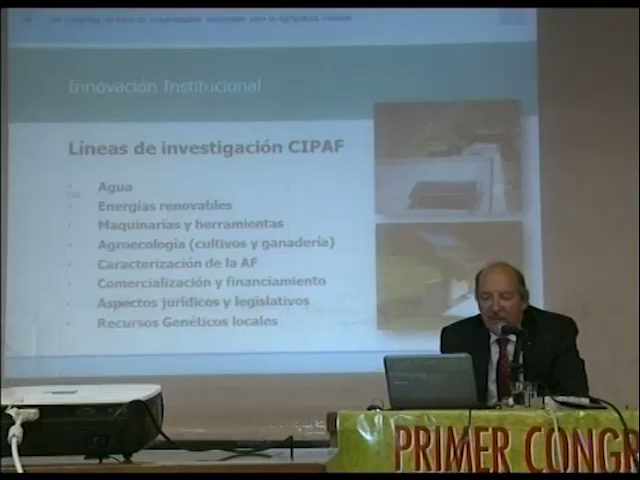 Innovación Institucional
Líneas de investigación CIPAF
Agua
Energías renovables
Maquinarias y herramientas
Agroecología (cultivos y ganadería)
Caracterización de la AF
Comercialización y financiamiento
Aspectos jurídicos y legislativos
Recursos Genéticos locales
PRIMER CONGR